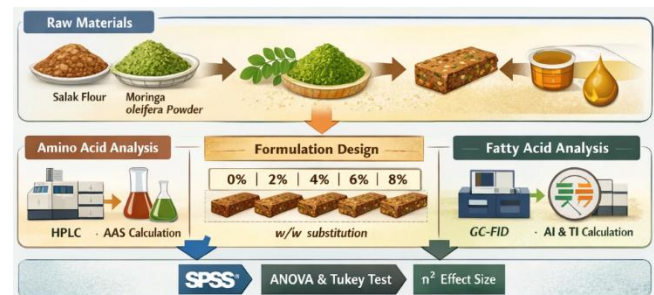 Raw Materials
Salak Flour
Moringa
oleifera Powder
Amino Acid Analysis
Formulation Design
Fatty Acid Analysis
0% | 2% | 4% | 6% | 8%
HPLC · AAS Calculation
w/w substitution
GC-FID · AI & TI Calculation
SPSS®
ANOVA & Tukey Test
n² Effect Size